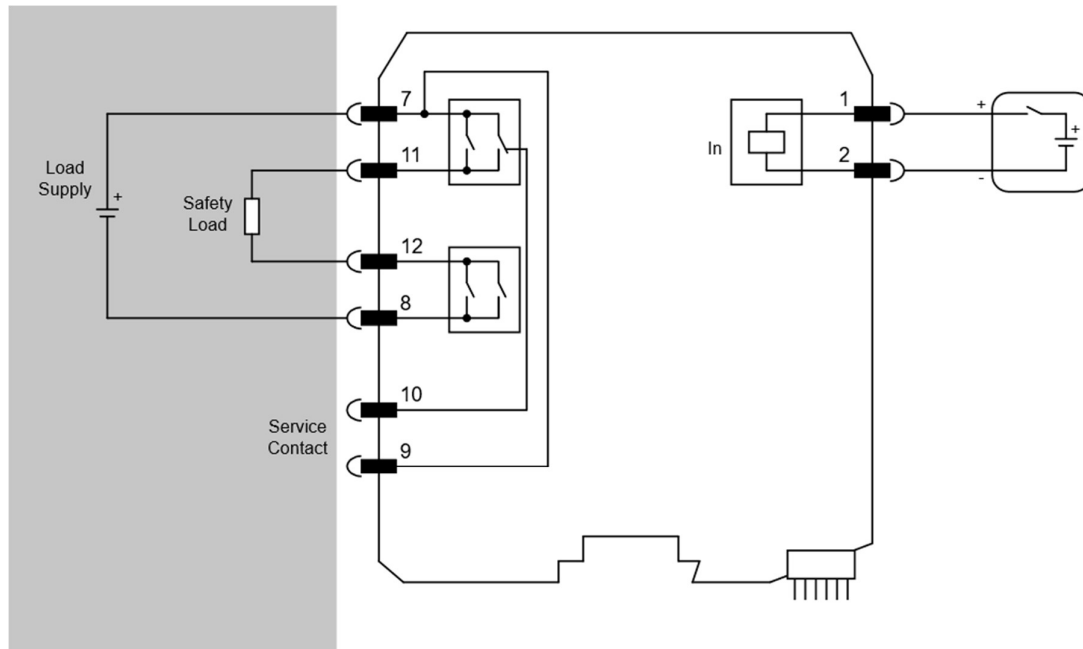 7
11
Load
Supply
+
Safety
Load
12
8
10
Service
Contact
9
In
1
2
+
-
+